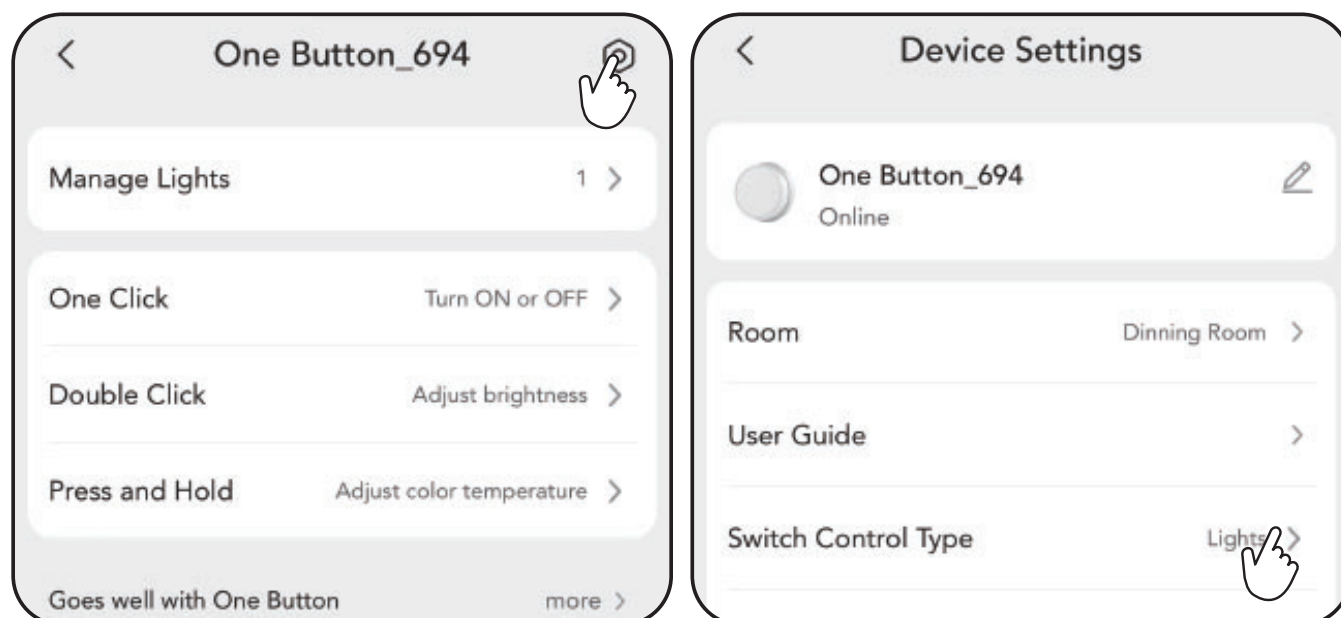 One Button_694
Manage Lights 1
One Click Turn ON or OFF
Double Click Adjust brightness
Press and Hold Adjust color temperature
Goes well with One Button more
Device Settings
One Button_694
Online
Room Dinning Room
User Guide
Switch Control Type Lights